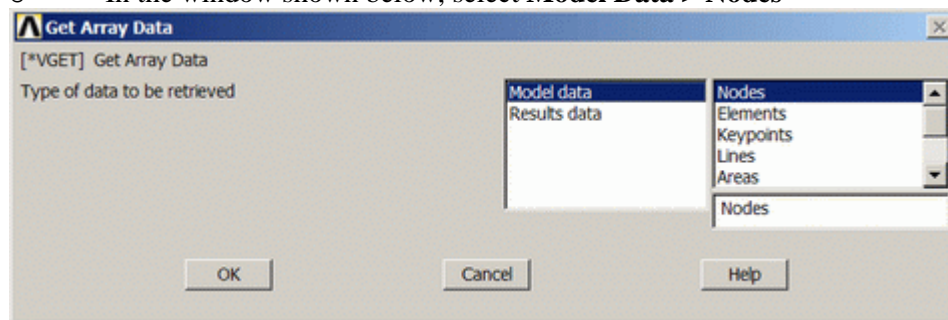 In the window shown below, select Model Data > Nodes
Get Array Data
[*VGET] Get Array Data
Type of data to be retrieved
Model data
Results data
Nodes
Elements
Keypoints
Lines
Areas
Nodes
OK
Cancel
Help